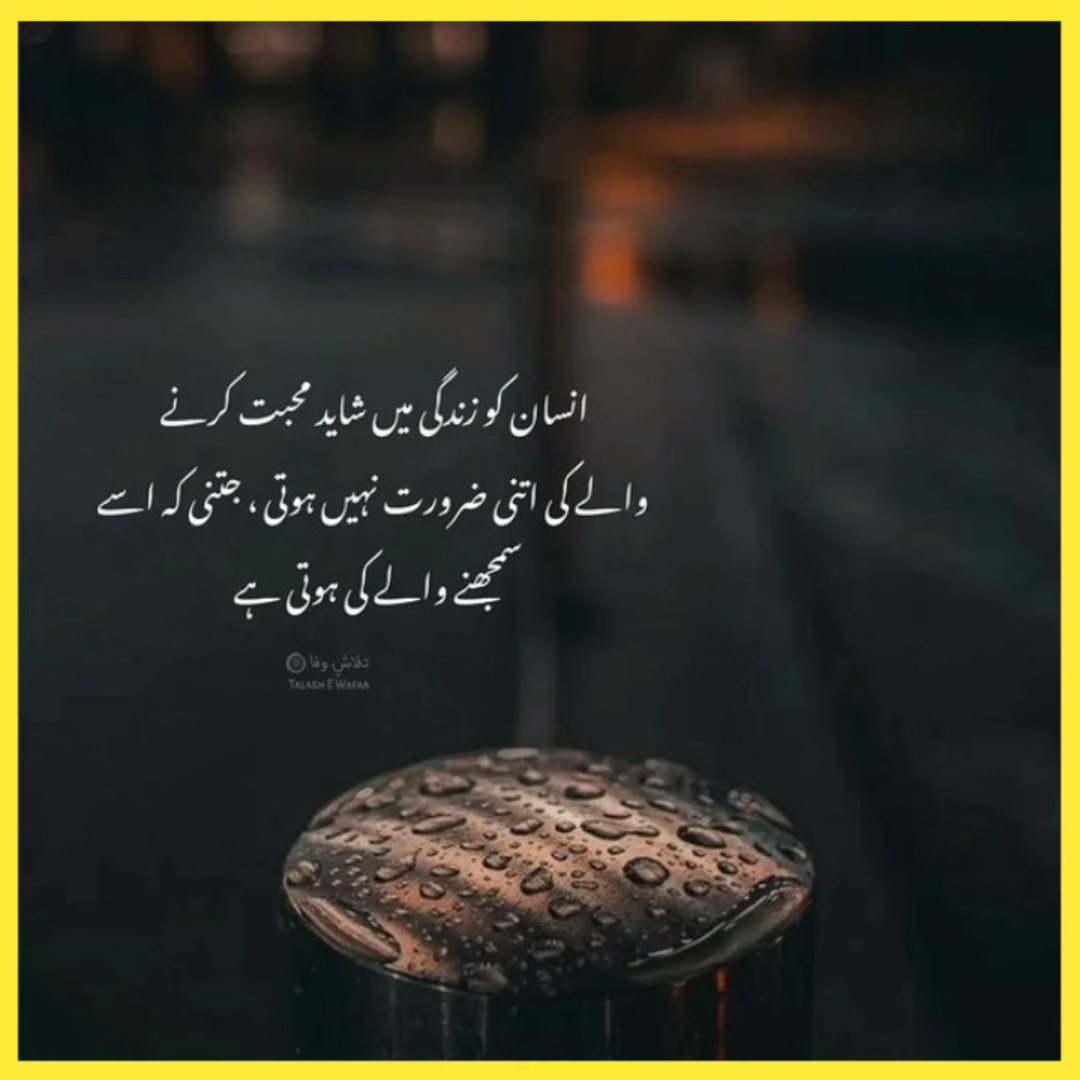 انسان کو زندگی میں شاید محبت کرنے
والے کی اتنی ضرورت نہیں ہوتی ، جتنی کہ اسے
سمجھنے والے کی ہوتی ہے
تلاشِ وفا
TALASH E WAFAA